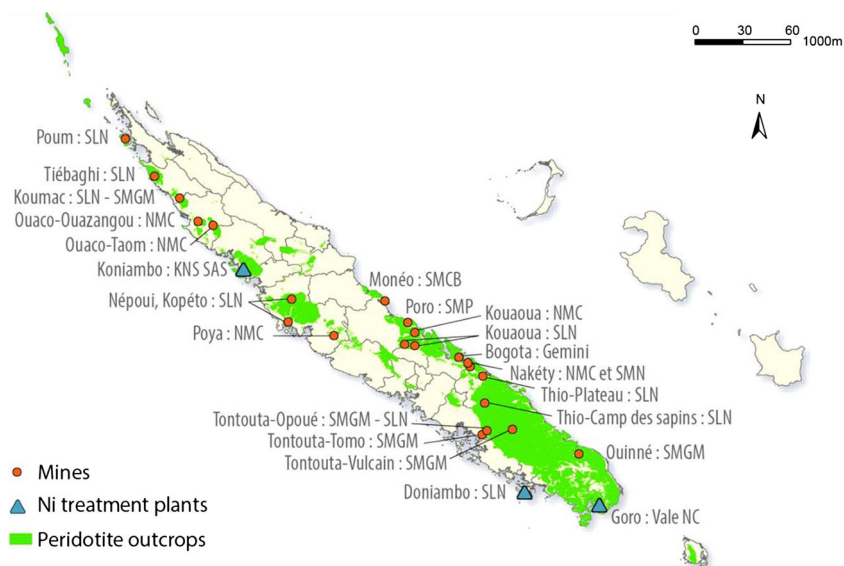 0 30 60 1000m
N
Poum : SLN
Tiébaghi : SLN
Koumac : SLN - SMGM
Ouaco-Ouazangou : NMC
Ouaco-Taom : NMC
Koniambo : KNS SAS
Népoui, Kopéto : SLN
Poya : NMC
Monéo : SMCB
Poro : SMP
Kouaoua : NMC
Kouaoua : SLN
Bogota : Gemini
Nakéty : NMC et SMN
Thio-Plateau : SLN
Thio-Camp des sapins : SLN
Tontouta-Opoué : SMGM - SLN
Tontouta-Tomo : SMGM
Tontouta-Vulcain : SMGM
Ouinné : SMGM
Doniambo : SLN
Goro : Vale NC
Mines
Ni treatment plants
Peridotite outcrops